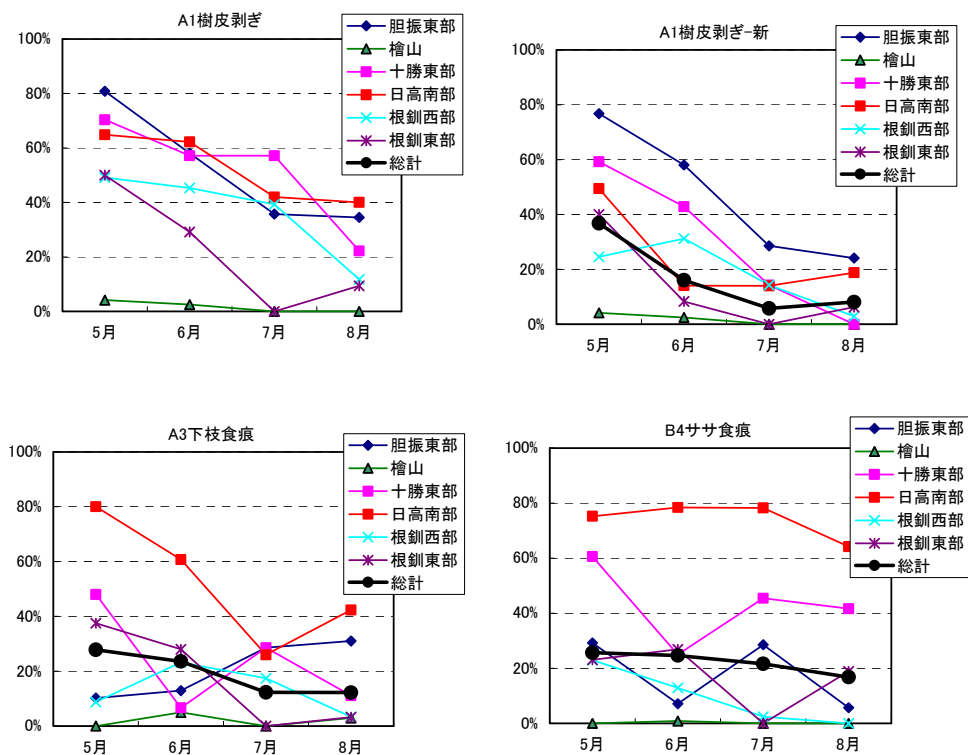 A1樹皮剥ぎ
100%
80%
60%
40%
20%
0%
5月 6月 7月 8月
胆振東部
檜山
十勝東部
日高南部
根釧西部
根釧東部
総計
A1樹皮剥ぎ-新
100%
80%
60%
40%
20%
0%
5月 6月 7月 8月
胆振東部
檜山
十勝東部
日高南部
根釧西部
根釧東部
総計
A3下枝食痕
100%
80%
60%
40%
20%
0%
5月 6月 7月 8月
胆振東部
檜山
十勝東部
日高南部
根釧西部
根釧東部
総計
B4ササ食痕
100%
80%
60%
40%
20%
0%
5月 6月 7月 8月
胆振東部
檜山
十勝東部
日高南部
根釧西部
根釧東部
総計